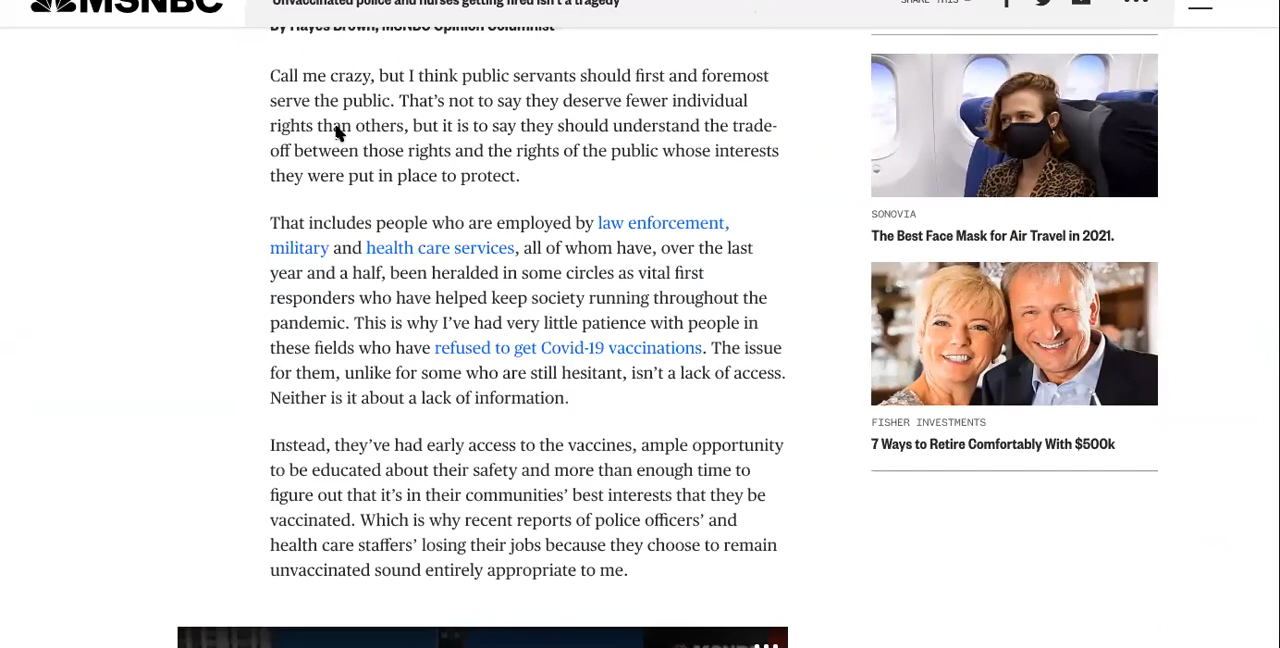 MSNBC
Unvaccinated police and nurses getting fired isn't a tragedy
SHARE THIS —
By Hayes Brown, MSNBC Opinion Columnist
Call me crazy, but I think public servants should first and foremost
serve the public. That’s not to say they deserve fewer individual
rights than others, but it is to say they should understand the trade-
off between those rights and the rights of the public whose interests
they were put in place to protect.
That includes people who are employed by law enforcement,
military and health care services, all of whom have, over the last
year and a half, been heralded in some circles as vital first
responders who have helped keep society running throughout the
pandemic. This is why I’ve had very little patience with people in
these fields who have refused to get Covid-19 vaccinations. The issue
for them, unlike for some who are still hesitant, isn’t a lack of access.
Neither is it about a lack of information.
Instead, they’ve had early access to the vaccines, ample opportunity
to be educated about their safety and more than enough time to
figure out that it’s in their communities’ best interests that they be
vaccinated. Which is why recent reports of police officers’ and
health care staffers’ losing their jobs because they choose to remain
unvaccinated sound entirely appropriate to me.
SONOVIA
The Best Face Mask for Air Travel in 2021.
FISHER INVESTMENTS
7 Ways to Retire Comfortably With $500k